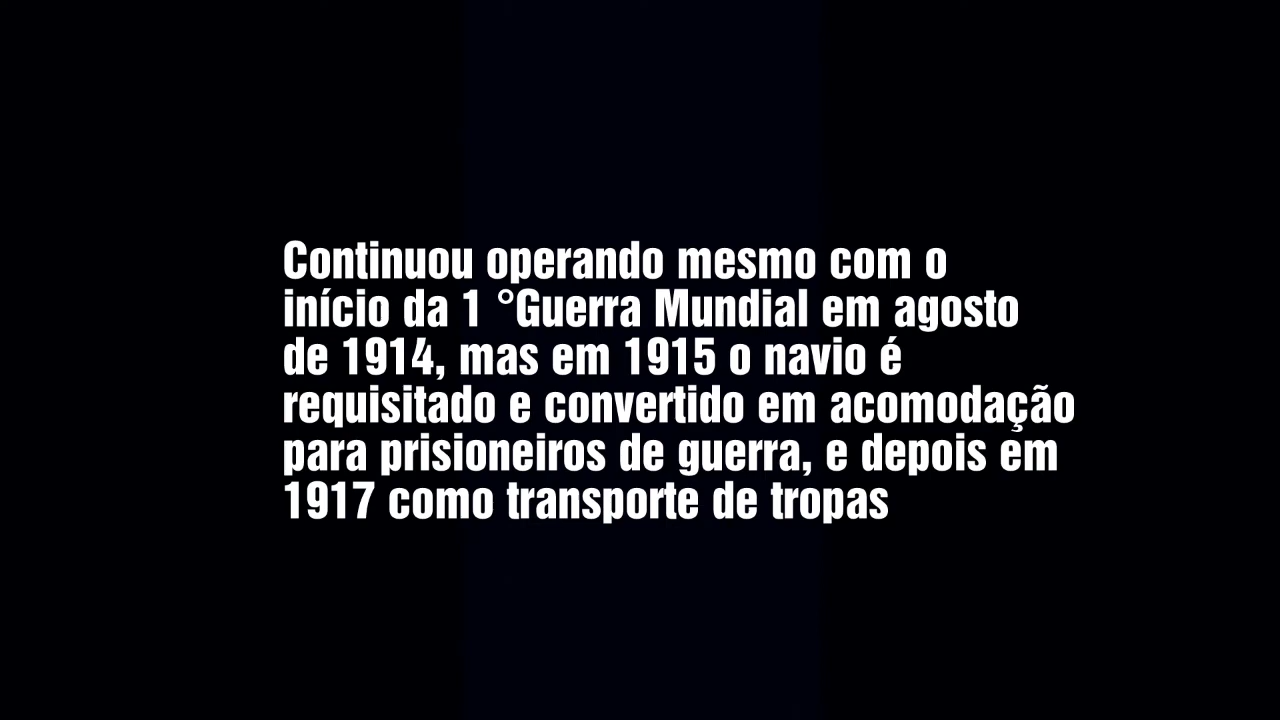 Continuou operando mesmo com o
início da 1 °Guerra Mundial em agosto
de 1914, mas em 1915 o navio é
requisitado e convertido em acomodação
para prisioneiros de guerra, e depois em
1917 como transporte de tropas